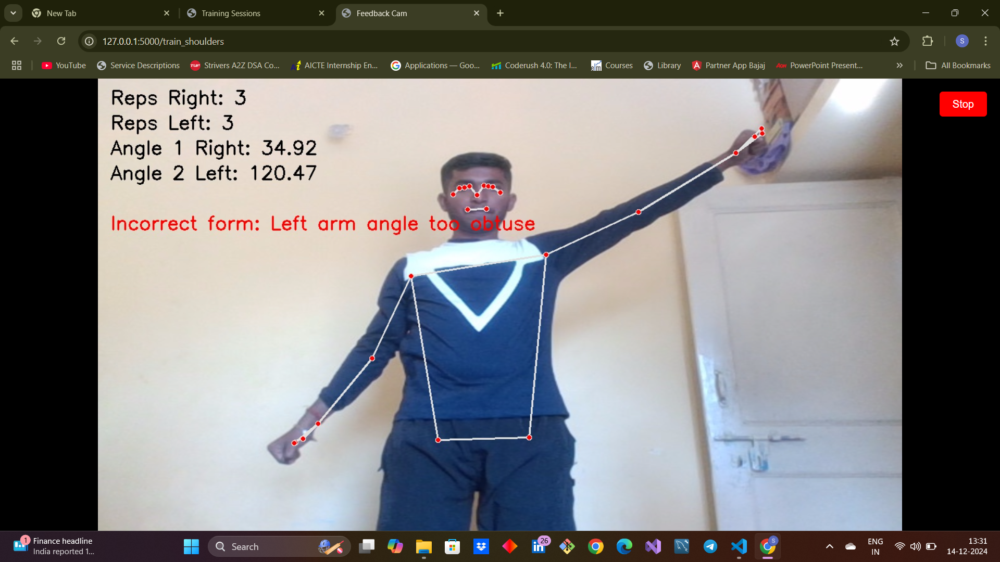 New Tab
Training Sessions
Feedback Cam
127.0.0.1:5000/train_shoulders
S
YouTube
Service Descriptions
TUF
Strivers A2Z DSA Co...
AICTE Internship En...
Applications — Goo...
Coderush 4.0: The I...
elm
Courses
Library
Partner App Bajaj
AON
PowerPoint Present...
All Bookmarks
Reps Right: 3
Reps Left: 3
Angle 1 Right: 34.92
Angle 2 Left: 120.47
Incorrect form: Left arm angle too obtuse
Stop
1
Finance headline
India reported 1...
Search
26
S
ENG
IN
13:31
14-12-2024